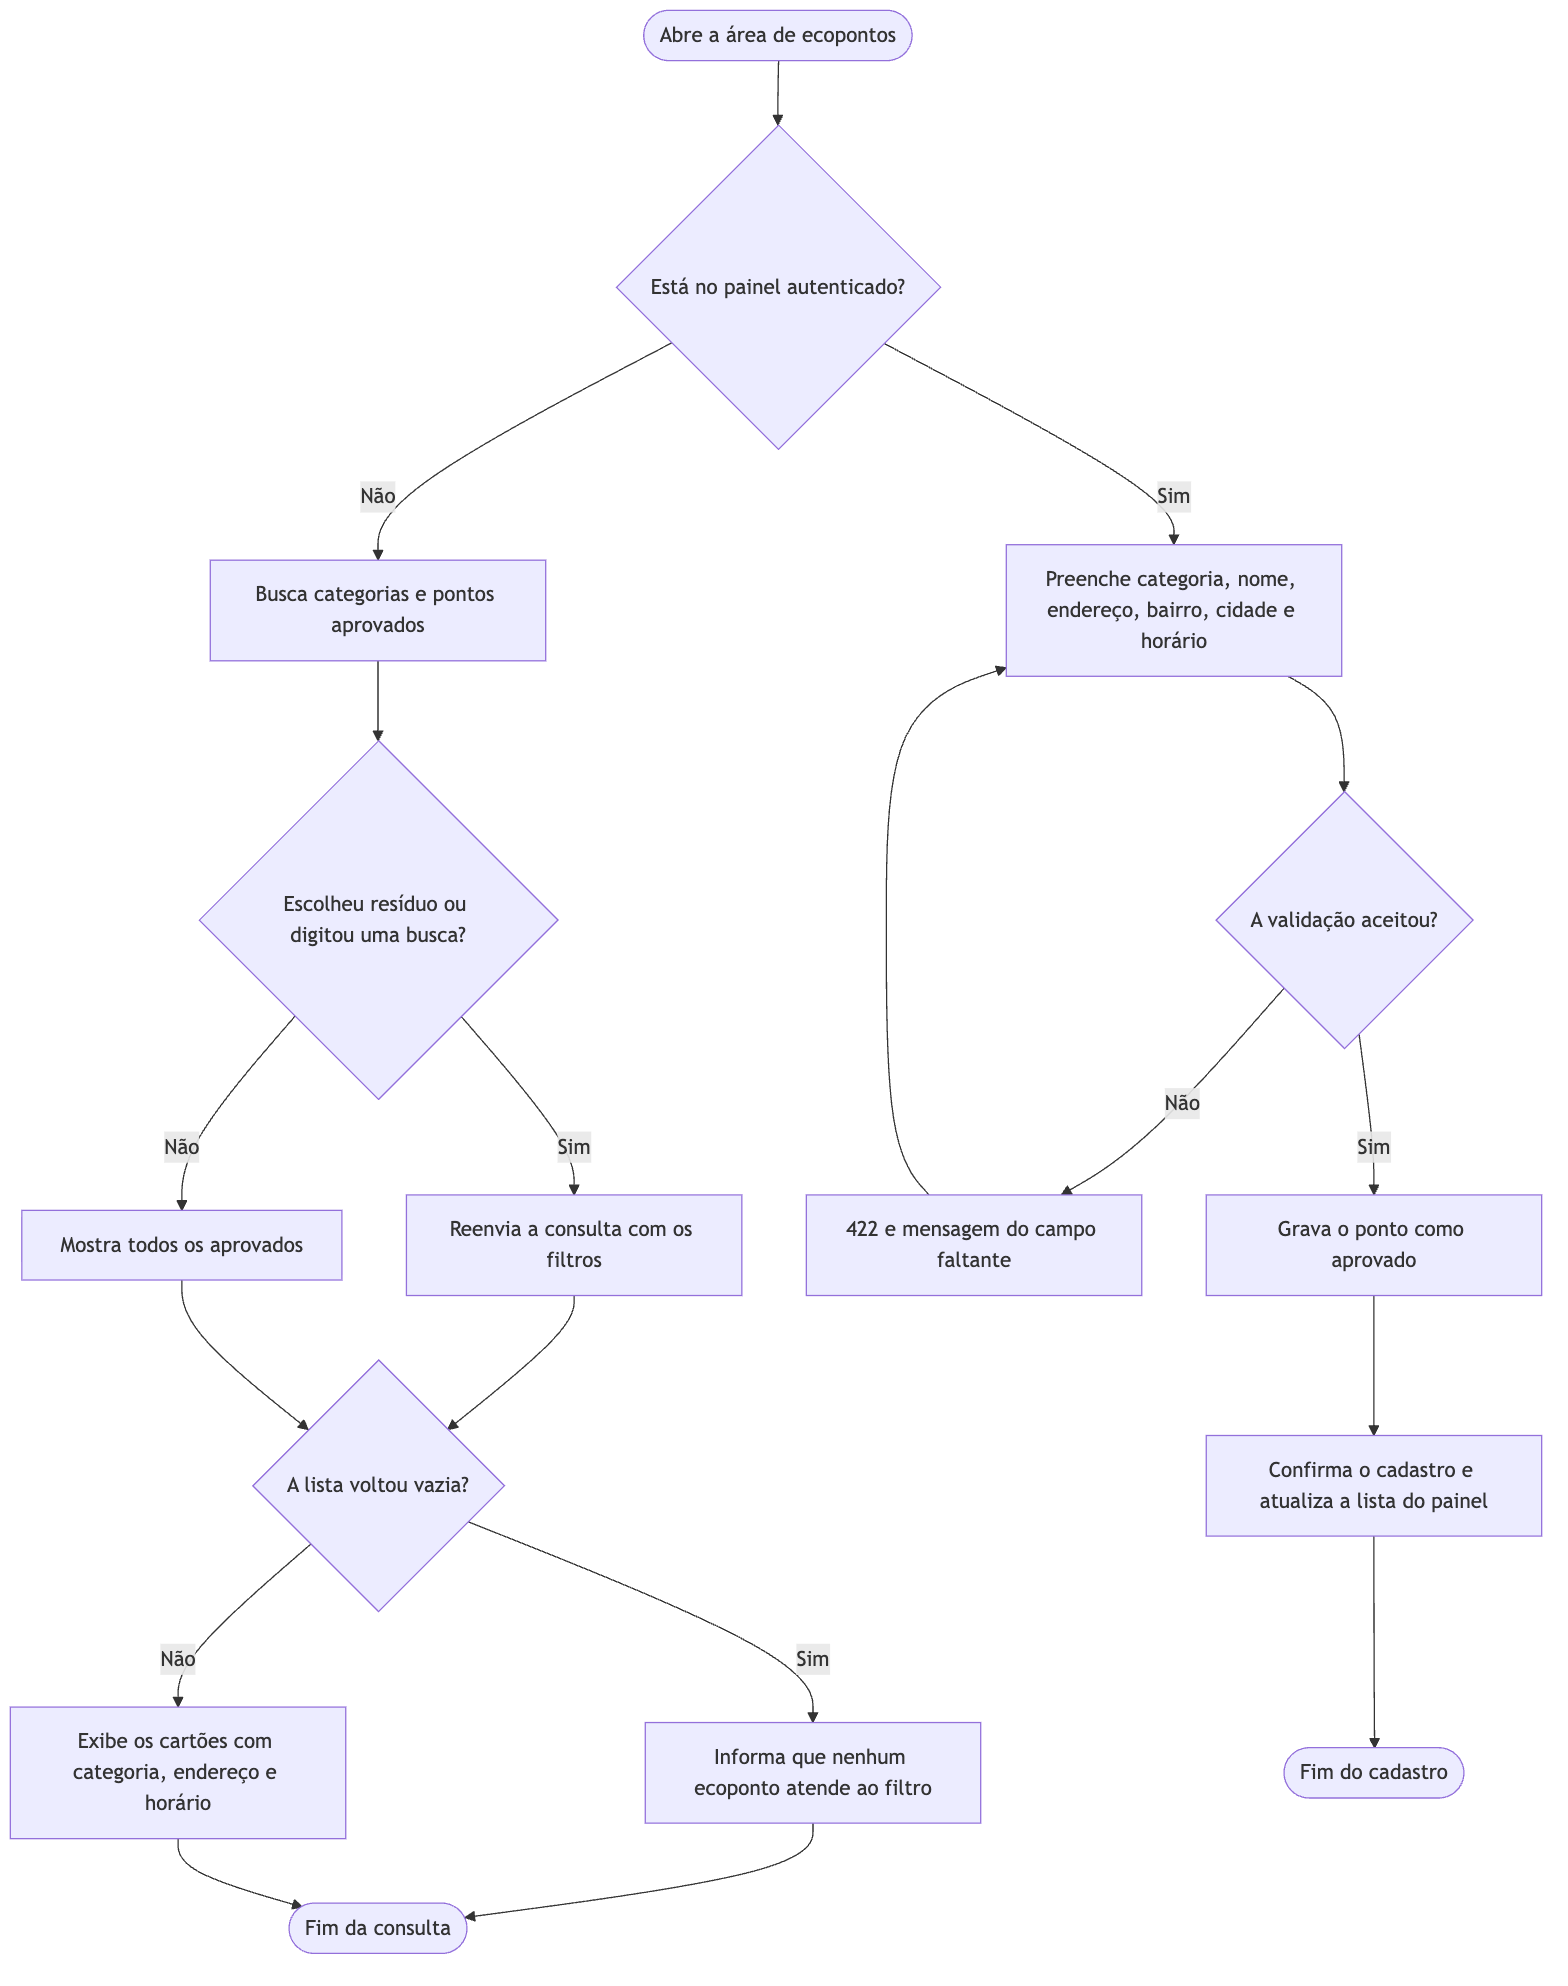 Abre a área de ecopontos
Está no painel autenticado?
Não
Sim
Busca categorias e pontos
aprovados
Preenche categoria, nome,
endereço, bairro, cidade e
horário
Escolheu resíduo ou
digitou uma busca?
A validação aceitou?
Não
Sim
Não
Sim
Mostra todos os aprovados
Reenvia a consulta com os
filtros
422 e mensagem do campo
faltante
Grava o ponto como
aprovado
A lista voltou vazia?
Confirma o cadastro e
atualiza a lista do painel
Não
Sim
Exibe os cartões com
categoria, endereço e
horário
Informa que nenhum
ecoponto atende ao filtro
Fim do cadastro
Fim da consulta